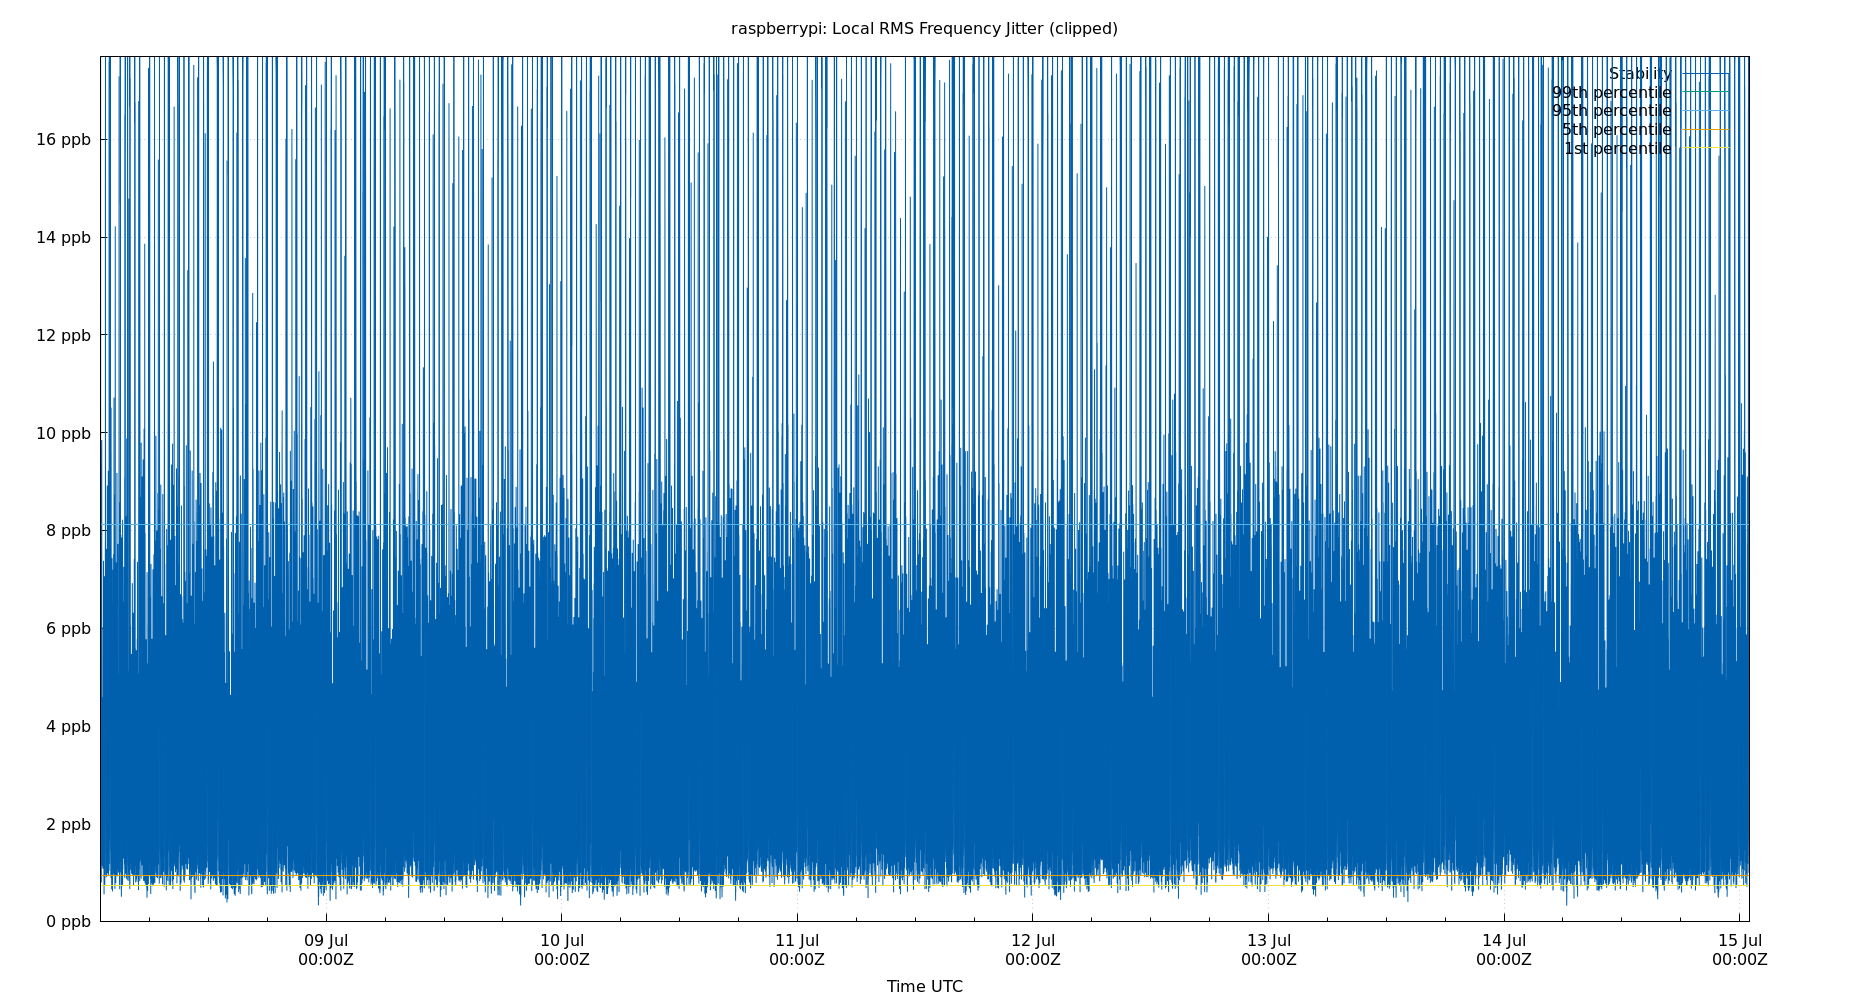 raspberrypi: Local RMS Frequency Jitter (clipped)
Stability
99th percentile
95th percentile
5th percentile
1st percentile
16 ppb
14 ppb
12 ppb
10 ppb
8 ppb
6 ppb
4 ppb
2 ppb
0 ppb
09 Jul 10 Jul 11 Jul 12 Jul 13 Jul 14 Jul 15 Jul
00:00Z 00:00Z 00:00Z 00:00Z 00:00Z 00:00Z 00:00Z
Time UTC